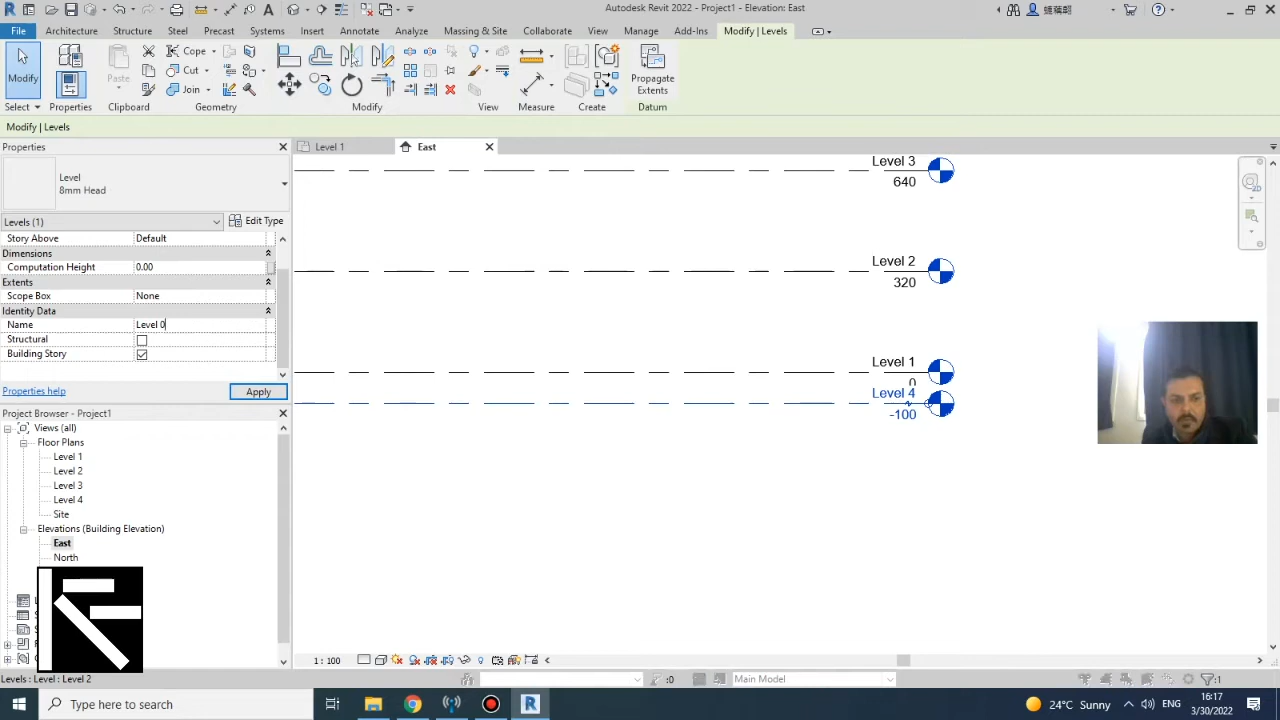 Autodesk Revit 2022 - Project1 - Elevation: East
File Architecture Structure Steel Precast Systems Insert Annotate Analyze Massing & Site Collaborate View Manage Add-Ins Modify | Levels
Modify Paste Cope Cut Join Propagate Extents
Select Properties Clipboard Geometry Modify View Measure Create Datum
Modify | Levels
Properties
Level 1 East
Level
8mm Head
Levels (1) Edit Type
Story Above Default
Dimensions
Computation Height 0.00
Extents
Scope Box None
Identity Data
Name Level 0
Structural
Building Story
Properties help Apply
Project Browser - Project1
Views (all)
Floor Plans
Level 1
Level 2
Level 3
Level 4
Site
Elevations (Building Elevation)
East
North
Level 3
640
Level 2
320
Level 1
0
Level 4
-100
1 : 100
Levels : Level : Level 2 :0 Main Model :1
Type here to search
24°C Sunny ENG
16:17
3/30/2022